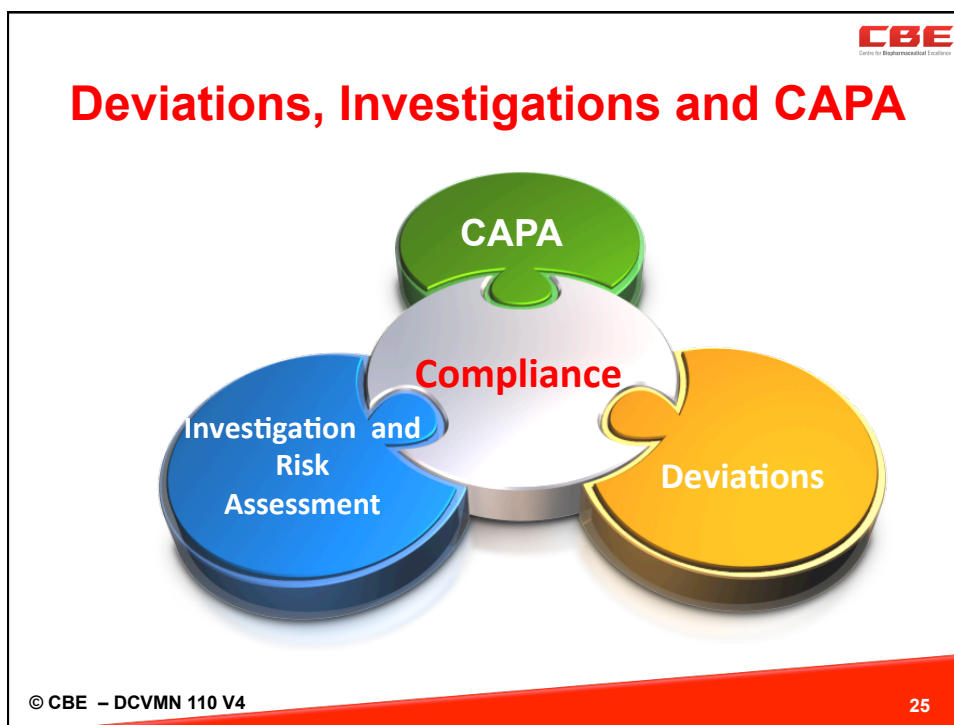 CBE
Centre for Biopharmaceutical Excellence
Deviations, Investigations and CAPA
CAPA
Compliance
Investigation and
Risk
Assessment
Deviations
© CBE – DCVMN 110 V4
25